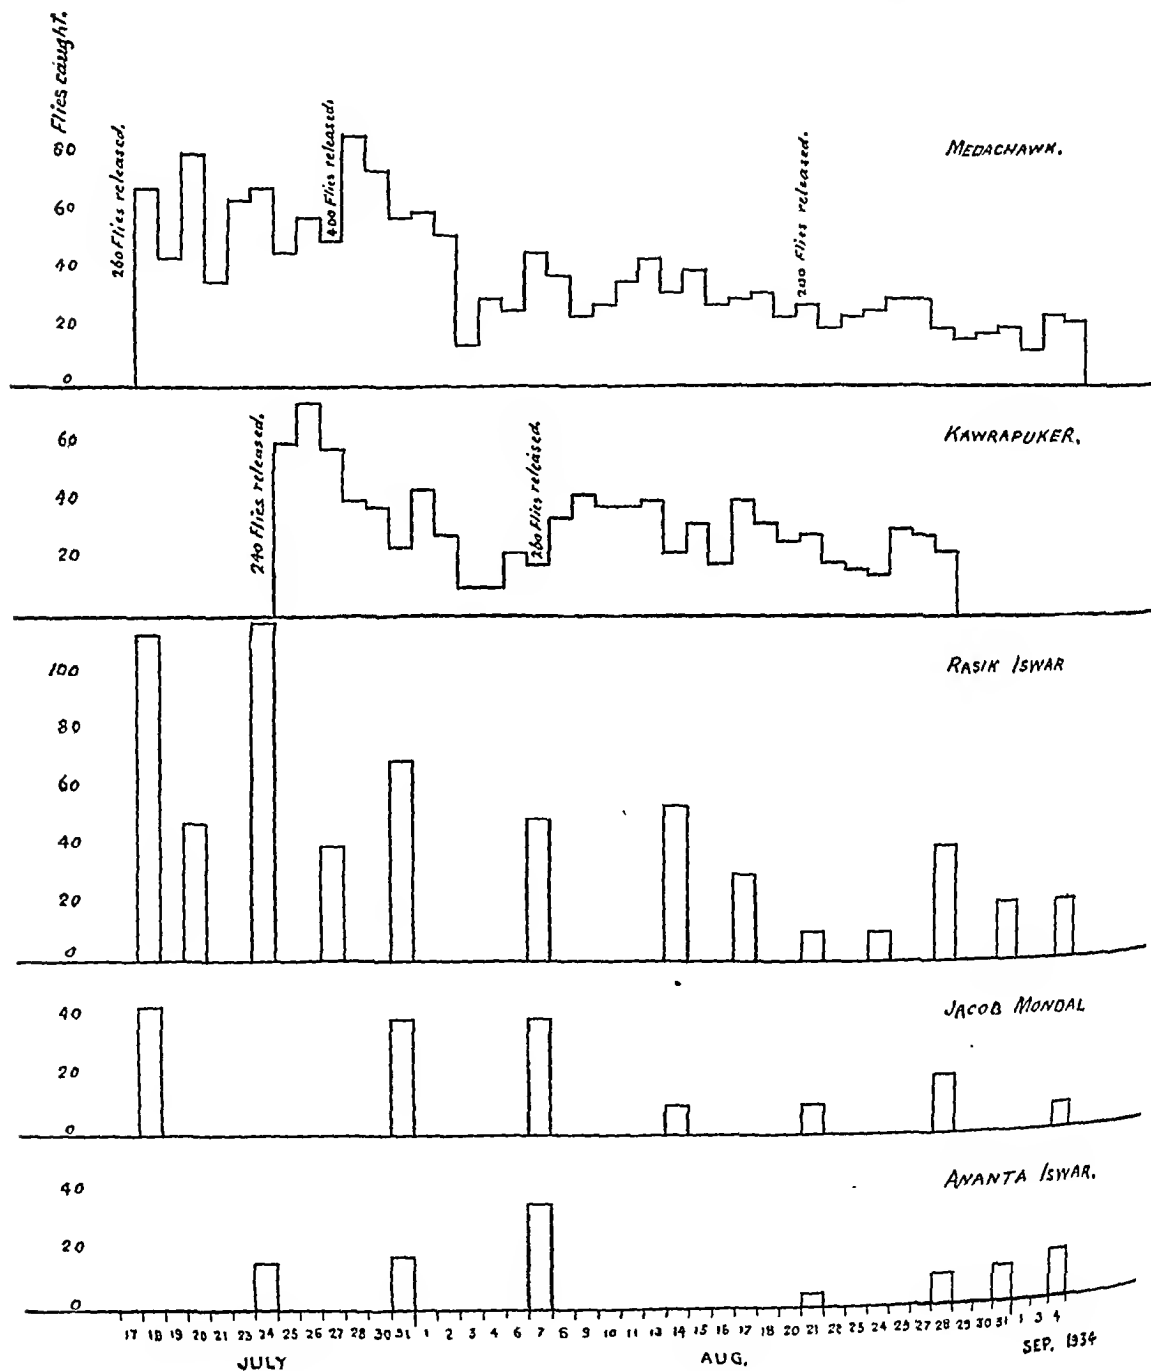 Flies caught.
80
60
40
20
0
260 Flies released.
400 Flies released.
200 Flies released.
MEDACHAWK.
60
40
20
240 Flies released.
260 Flies released.
KAWRAPUKER.
100
80
60
40
20
0
RASIK ISWAR
40
20
0
JACOB MONDAL
40
20
0
ANANTA ISWAR.
17 18 19 20 21 23 24 25 26 27 28 30 31 1 2 3 4 5 6 7 8 9 10 11 13 14 15 16 17 18 20 21 22 23 24 25 26 27 28 29 30 31 1 3 4
JULY AUG. SEP. 1934